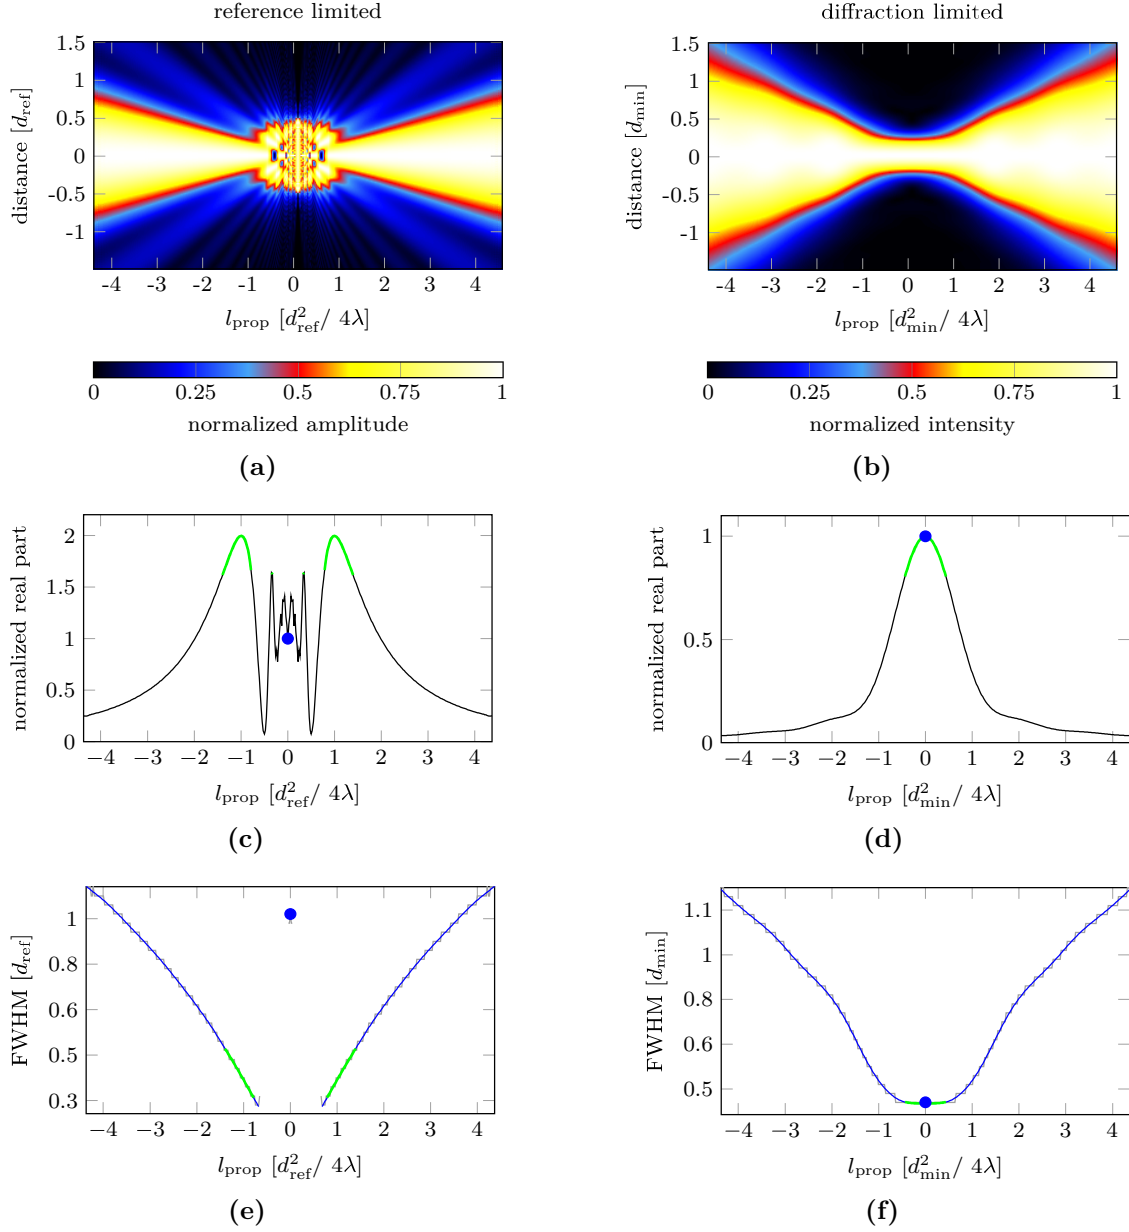 reference limited
diffraction limited
distance [d_ref]
1.5
1
0.5
0
-0.5
-1
-4 -3 -2 -1 0 1 2 3 4
l_prop [d²_ref/ 4λ]
distance [d_min]
1.5
1
0.5
0
-0.5
-1
-4 -3 -2 -1 0 1 2 3 4
l_prop [d²_min/ 4λ]
0 0.25 0.5 0.75 1
normalized amplitude
(a)
0 0.25 0.5 0.75 1
normalized intensity
(b)
normalized real part
2
1.5
1
0.5
0
−4 −3 −2 −1 0 1 2 3 4
l_prop [d²_ref/ 4λ]
(c)
normalized real part
1
0.5
0
−4 −3 −2 −1 0 1 2 3 4
l_prop [d²_min/ 4λ]
(d)
FWHM [d_ref]
1
0.8
0.6
0.5
0.3
−4 −3 −2 −1 0 1 2 3 4
l_prop [d²_ref/ 4λ]
(e)
FWHM [d_min]
1.1
1
0.8
0.6
0.5
−4 −3 −2 −1 0 1 2 3 4
l_prop [d²_min/ 4λ]
(f)